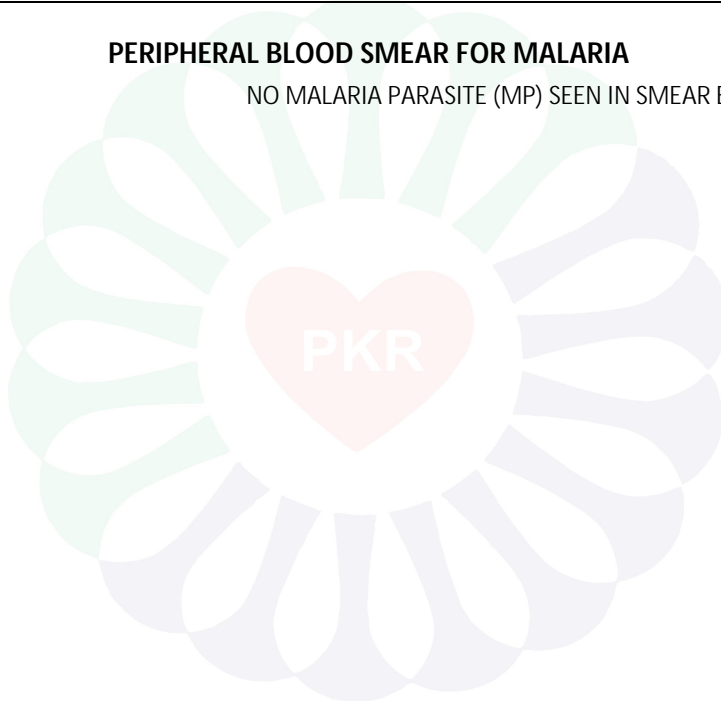 PERIPHERAL BLOOD SMEAR FOR MALARIA
NO MALARIA PARASITE (MP) SEEN IN SMEAR
PKR